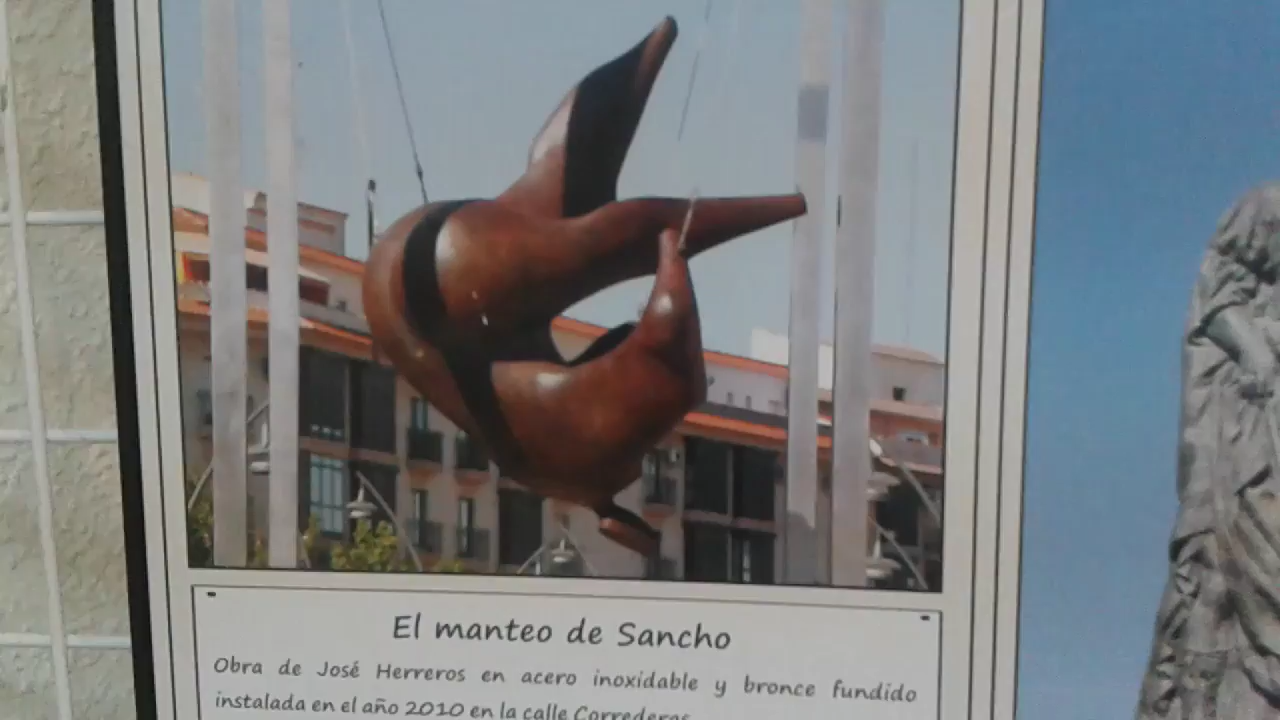 El manteo de Sancho
Obra de José Herreros en acero inoxidable y bronce fundido
instalada en el año 2010 en la calle Correderas